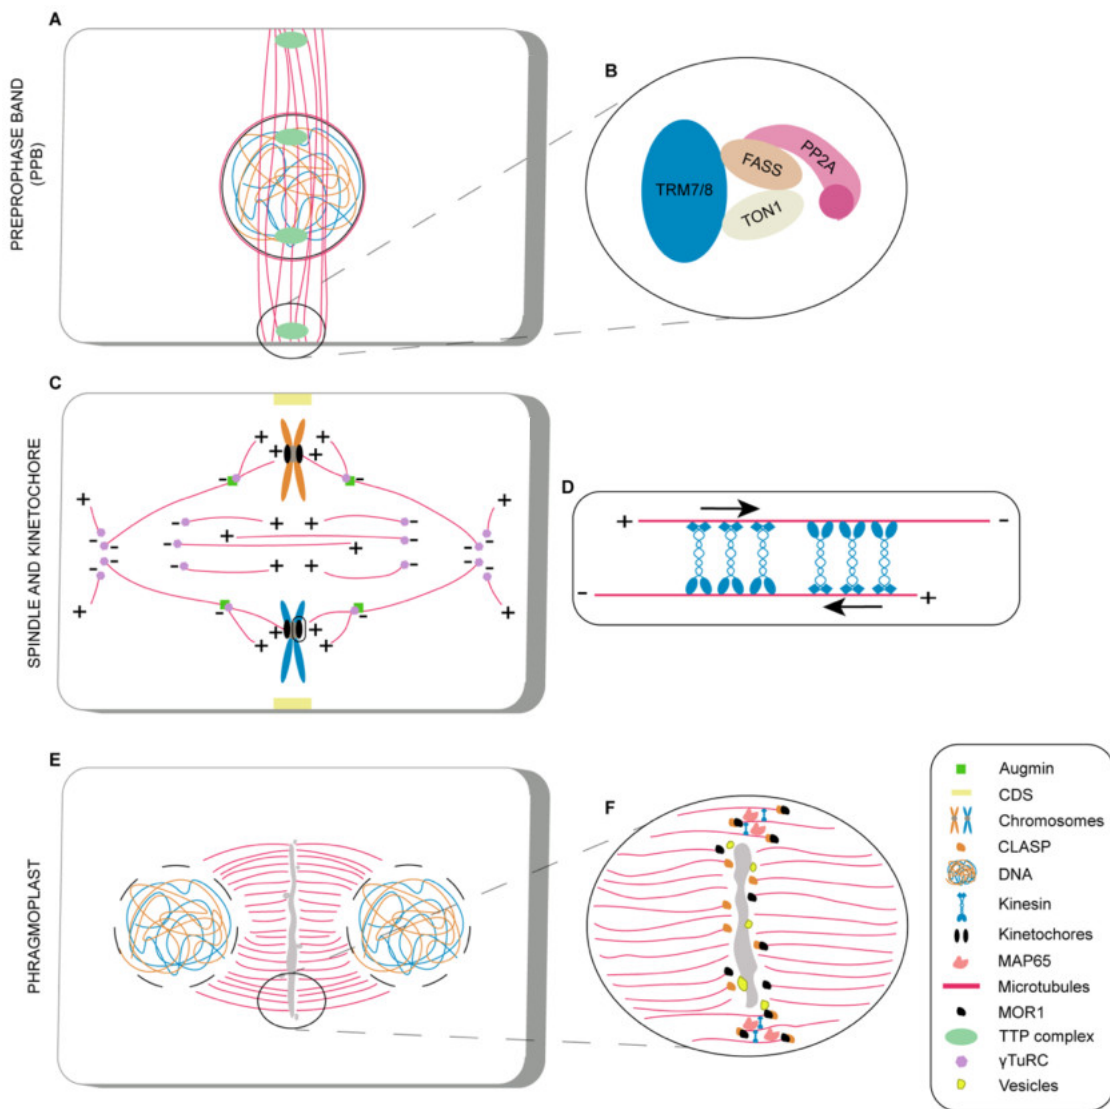 A
PREPROPHASE BAND
(PPB)
B
TRM7/8
FASS
PP2A
TON1
C
SPINDLE AND KINETOCHORE
+ +
+ +
- -
+ +
- + + -
- + -
- + -
- -
- + + -
- -
+ +
- -
+ +
+ +
D
+ -
- +
E
PHRAGMOPLAST
F
Augmin
CDS
Chromosomes
CLASP
DNA
Kinesin
Kinetochores
MAP65
Microtubules
MOR1
TTP complex
γTuRC
Vesicles